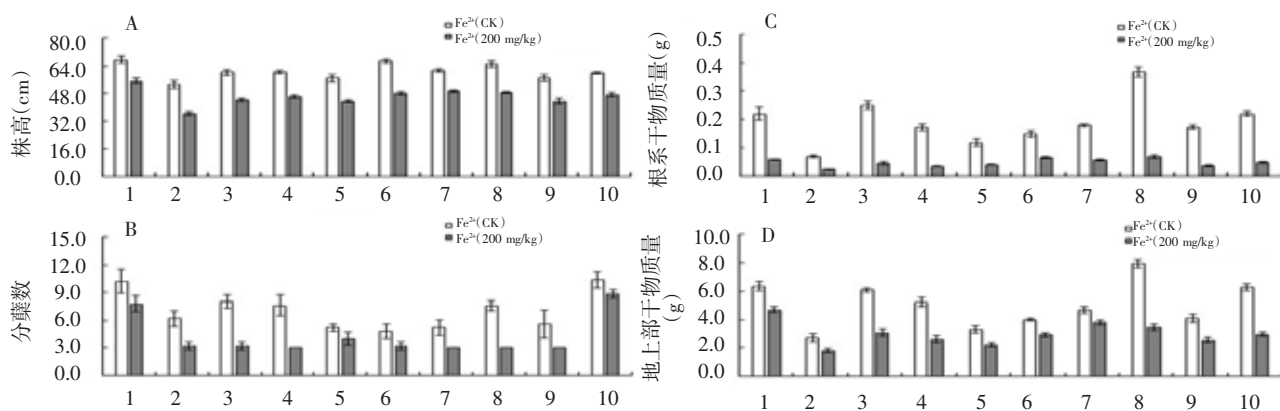 A
Fe²⁺(CK)
Fe²⁺(200 mg/kg)
株高(cm)
80.0
64.0
48.0
32.0
16.0
0.0
1 2 3 4 5 6 7 8 9 10
B
Fe²⁺(CK)
Fe²⁺(200 mg/kg)
分蘖数
15.0
12.0
9.0
6.0
3.0
0.0
1 2 3 4 5 6 7 8 9 10
C
Fe²⁺(CK)
Fe²⁺(200 mg/kg)
根系干物质量(g)
0.5
0.4
0.3
0.2
0.1
0.0
1 2 3 4 5 6 7 8 9 10
D
Fe²⁺(CK)
Fe²⁺(200 mg/kg)
地上部干物质量
(g)
10.0
8.0
6.0
4.0
2.0
0.0
1 2 3 4 5 6 7 8 9 10